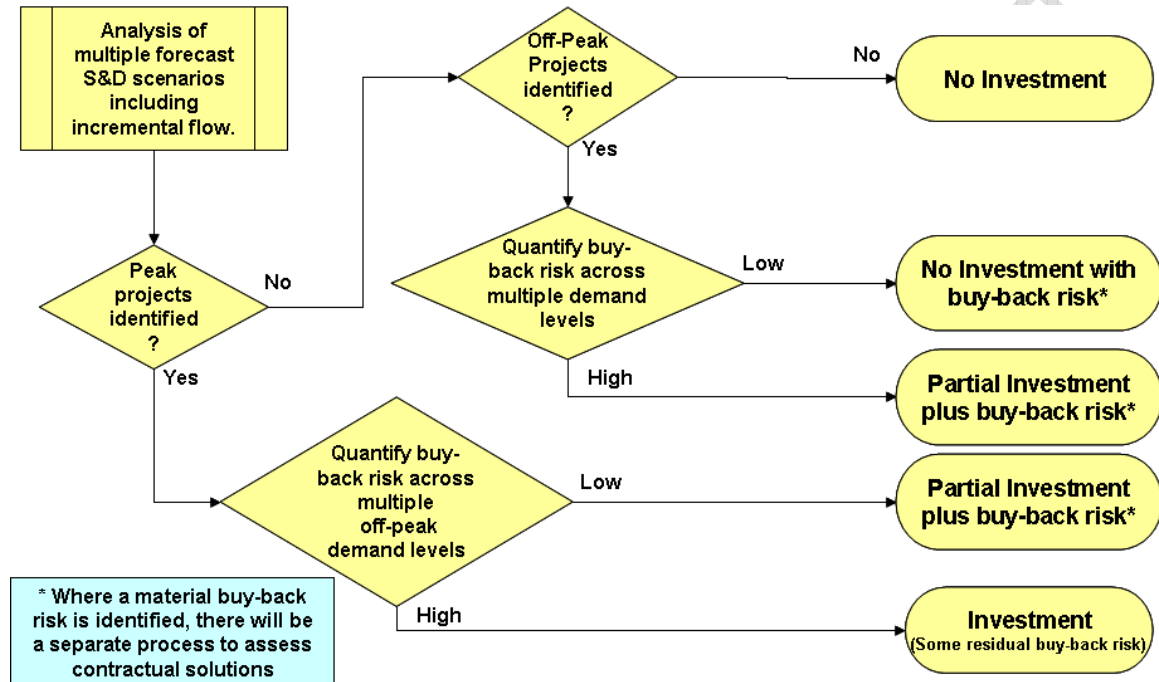 Analysis of
multiple forecast
S&D scenarios
including
incremental flow.
Off-Peak
Projects
identified
?
No
No Investment
Yes
Peak
projects
identified
?
No
Quantify buy-
back risk across
multiple demand
levels
Low
No Investment with
buy-back risk*
High
Partial Investment
plus buy-back risk*
Yes
Quantify buy-
back risk across
multiple
off-peak
demand levels
Low
Partial Investment
plus buy-back risk*
High
Investment
(Some residual buy-back risk)
* Where a material buy-back
risk is identified, there will be
a separate process to assess
contractual solutions